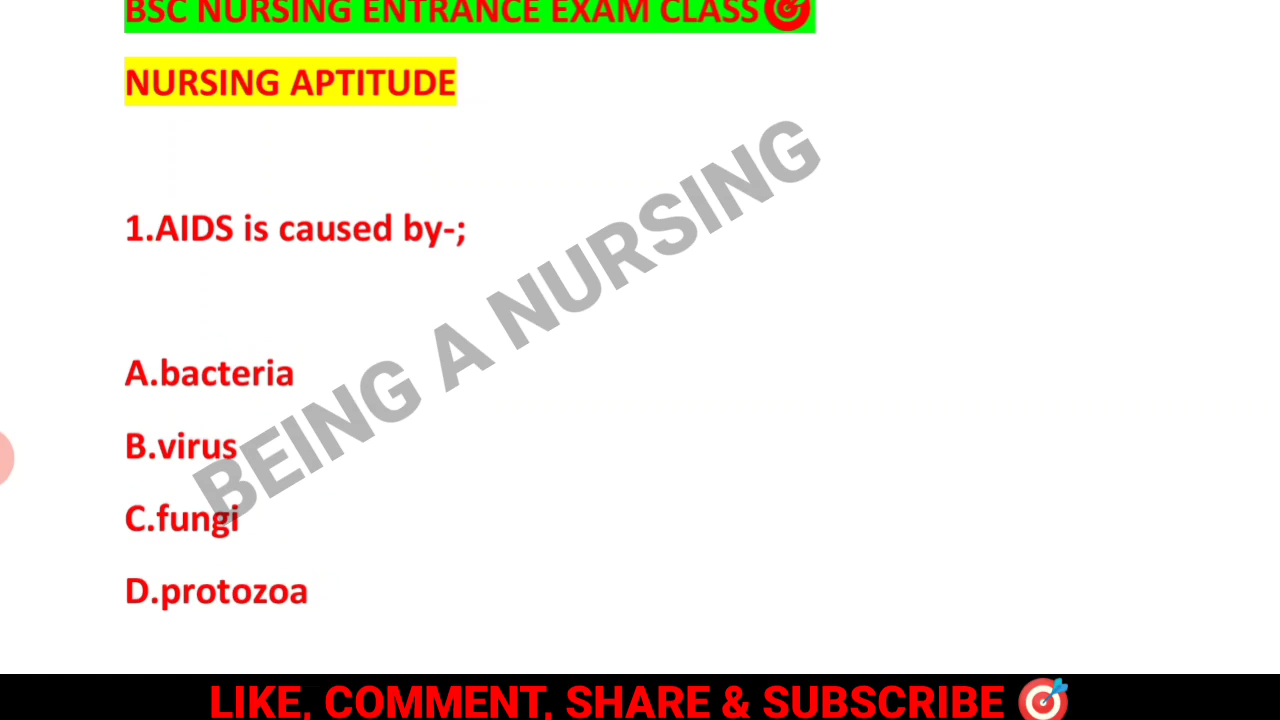 BSC NURSING ENTRANCE EXAM CLASS
NURSING APTITUDE
BEING A NURSING
1.AIDS is caused by-;
A.bacteria
B.virus
C.fungi
D.protozoa
LIKE, COMMENT, SHARE & SUBSCRIBE